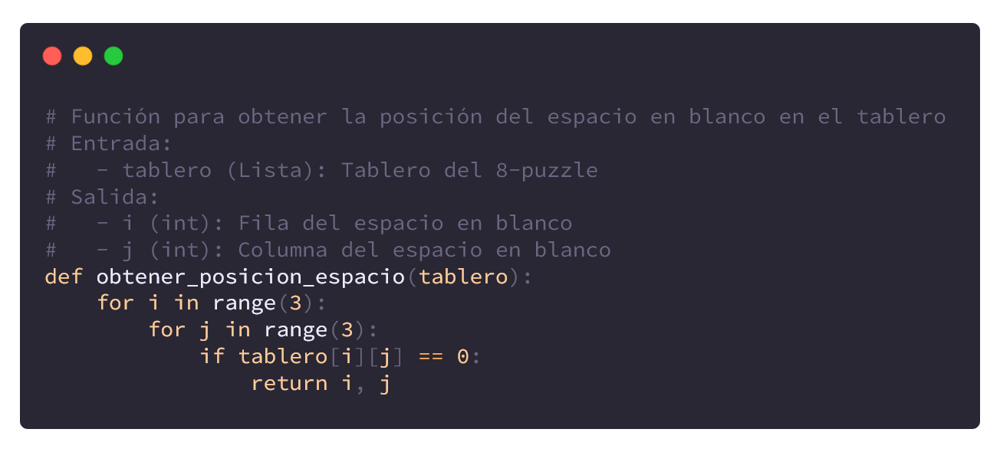 # Función para obtener la posición del espacio en blanco en el tablero
# Entrada:
#   - tablero (Lista): Tablero del 8-puzzle
# Salida:
#   - i (int): Fila del espacio en blanco
#   - j (int): Columna del espacio en blanco
def obtener_posicion_espacio(tablero):
    for i in range(3):
        for j in range(3):
            if tablero[i][j] == 0:
                return i, j